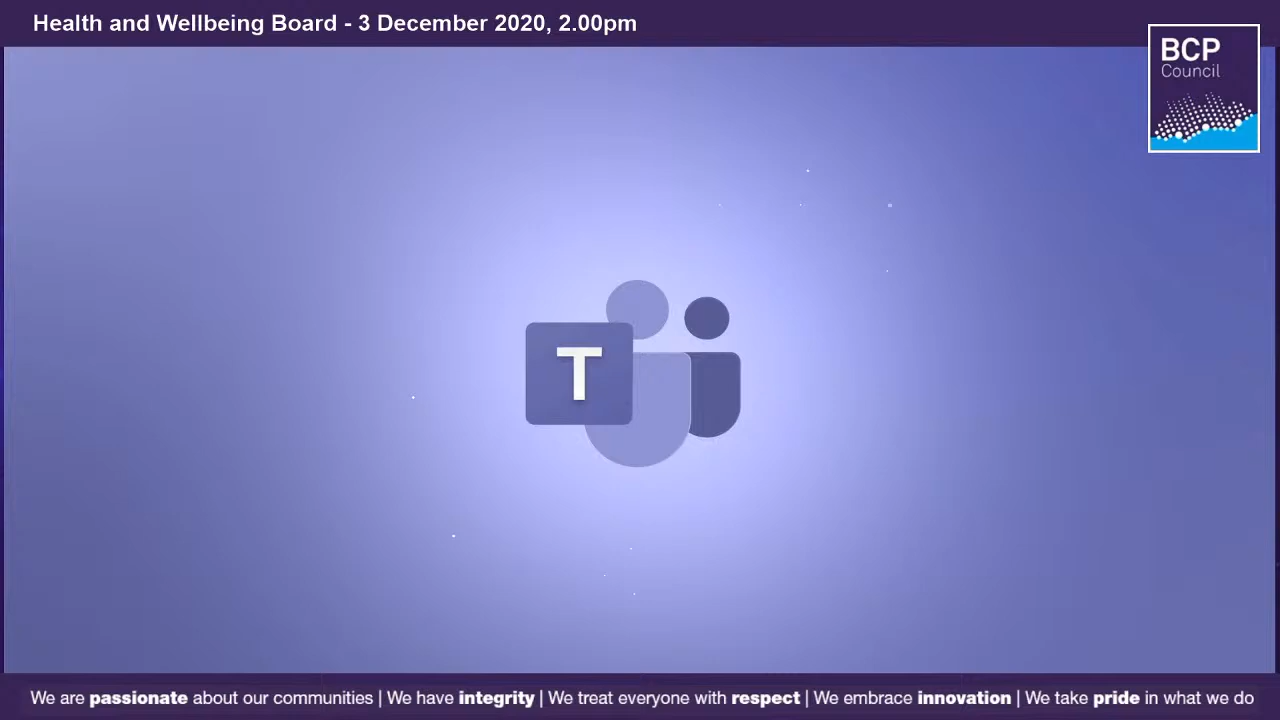 Health and Wellbeing Board - 3 December 2020, 2.00pm
BCP
Council
T
We are passionate about our communities | We have integrity | We treat everyone with respect | We embrace innovation | We take pride in what we do